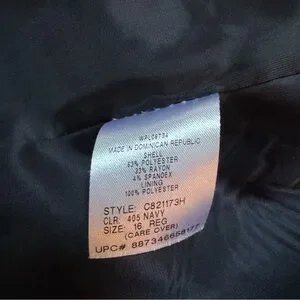 WPL08734
MADE IN DOMINICAN REPUBLIC
SHELL
63% POLYESTER
33% RAYON
4% SPANDEX
LINING
100% POLYESTER
STYLE: C821173H
CLR: 405 NAVY
SIZE: 16 REG
(CARE OVER)
UPC#